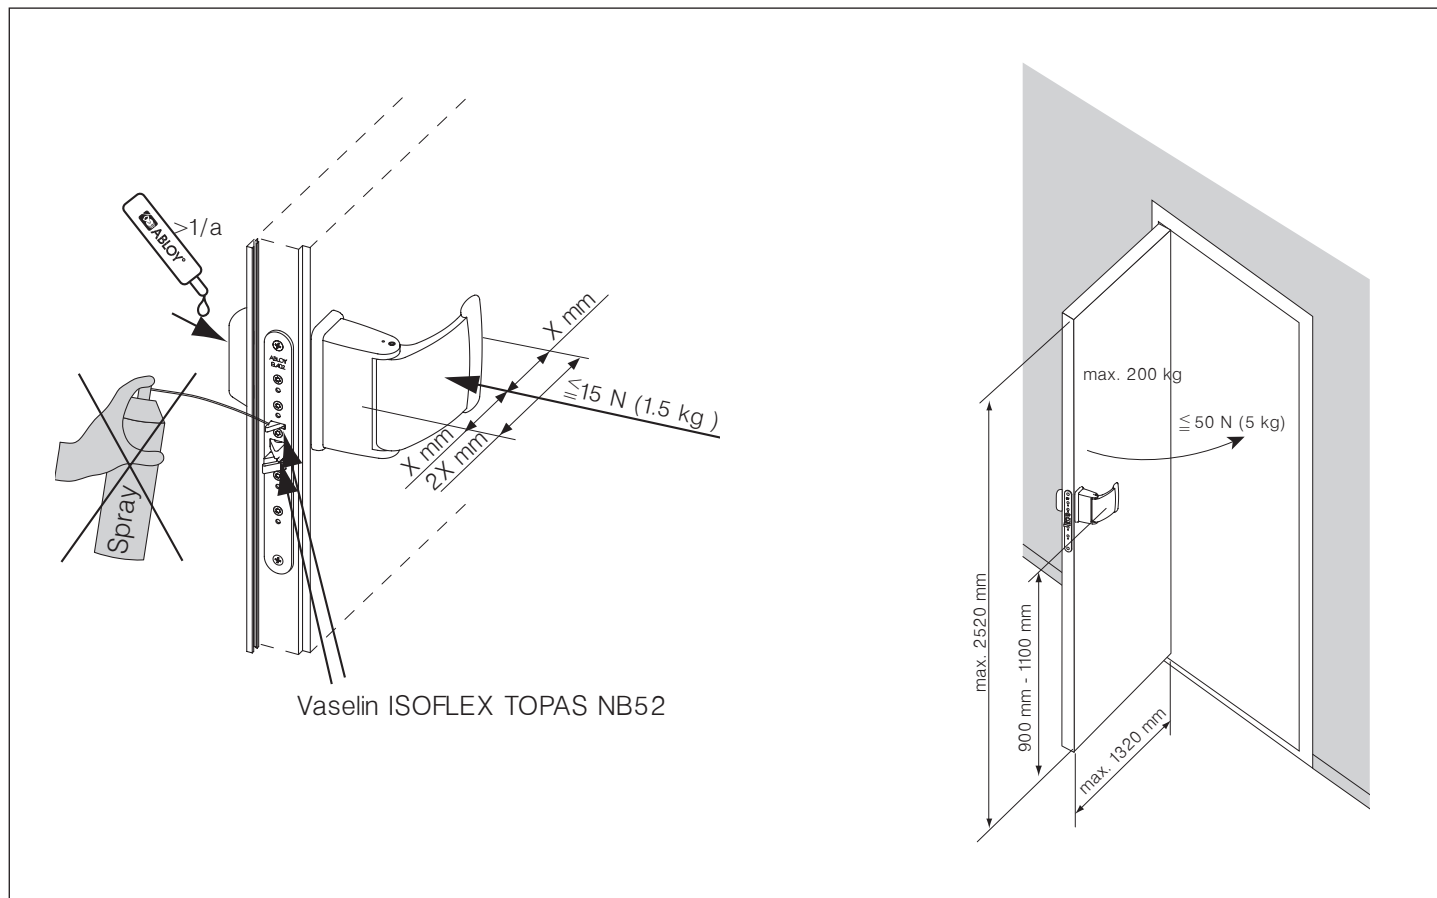 >1/a
ABLOY®
Spray
ABLOY
X mm
≦15 N (1.5 kg )
X mm
2X mm
Vaselin ISOFLEX TOPAS NB52
max. 200 kg
≦ 50 N (5 kg)
max. 2520 mm
900 mm - 1100 mm
max. 1320 mm